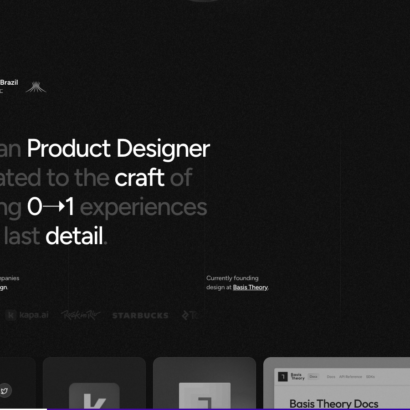 Brazil
an Product Designer
ated to the craft of
ng 0→1 experiences
last detail.
panies
gn.
Currently founding
design at Basis Theory.
kaps.ai
STARBUCKS
Basis
Theory
Basis Theory Docs